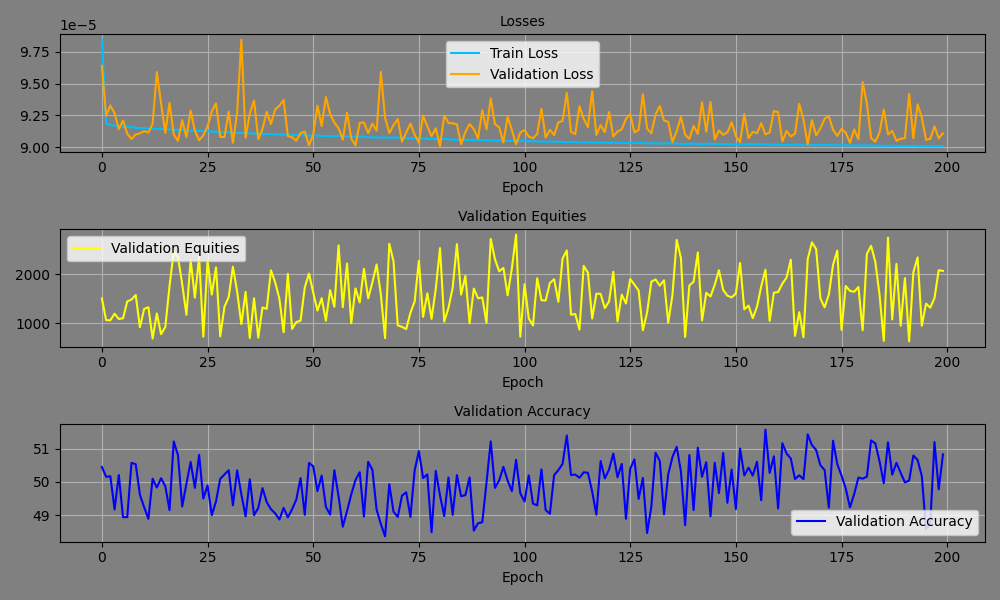 Losses
1e−5
9.75
9.50
9.25
9.00
Train Loss
Validation Loss
0 25 50 75 100 125 150 175 200
Epoch
Validation Equities
2000
1000
Validation Equities
0 25 50 75 100 125 150 175 200
Epoch
Validation Accuracy
51
50
49
Validation Accuracy
0 25 50 75 100 125 150 175 200
Epoch